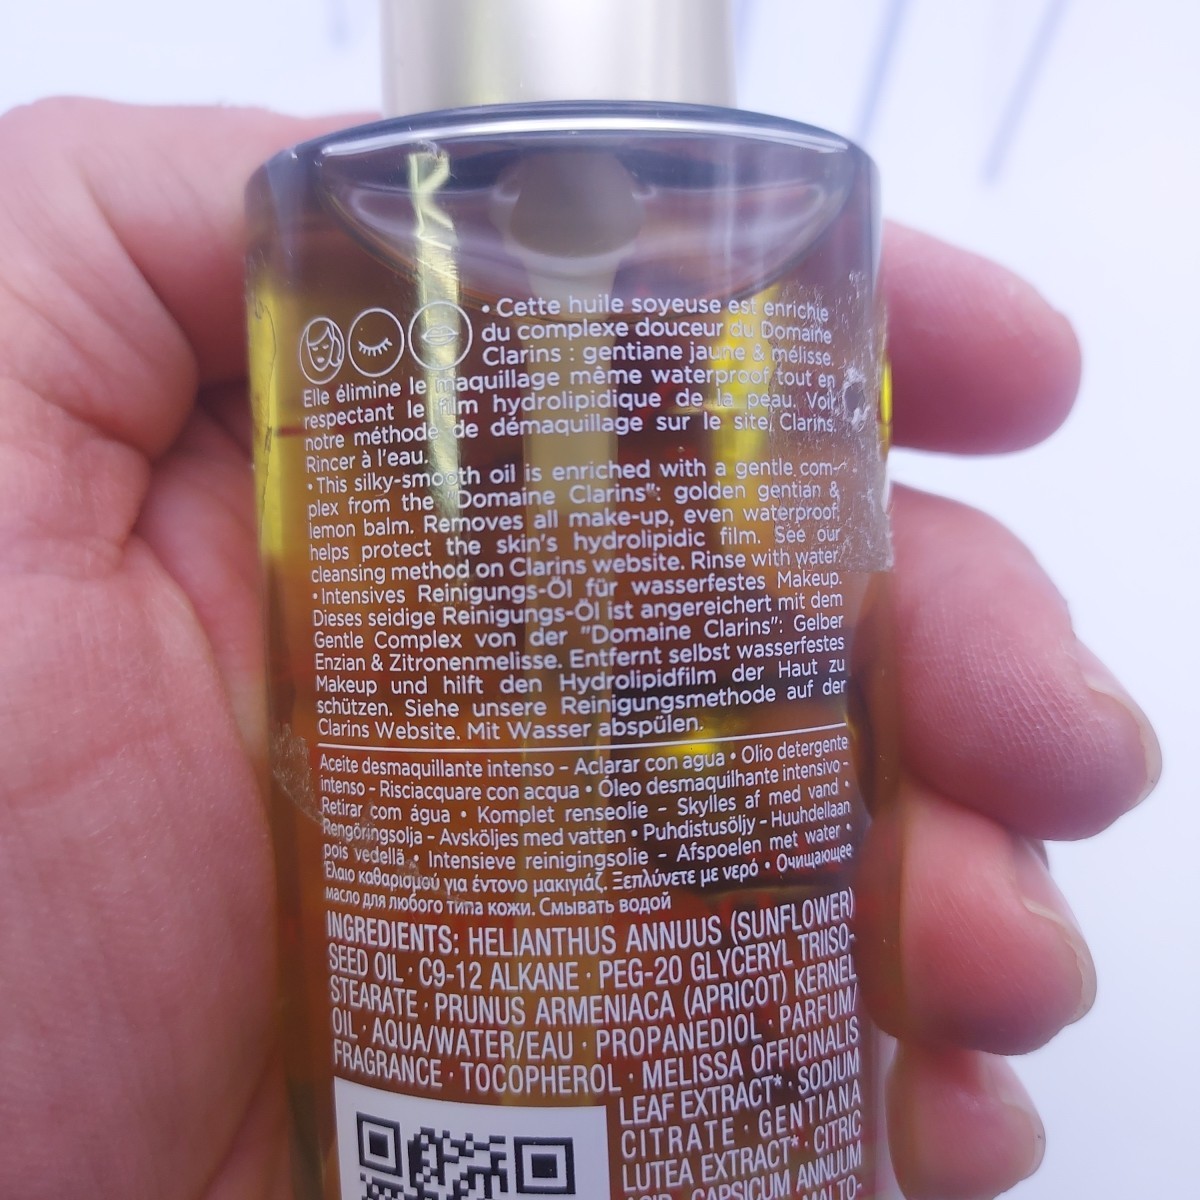 • Cette huile soyeuse est enrichie
du complexe douceur du Domaine
Clarins : gentiane jaune & mélisse.
Elle élimine le maquillage même waterproof tout en
respectant le film hydrolipidique de la peau. Voir
notre méthode de démaquillage sur le site Clarins.
Rincer à l'eau.
• This silky-smooth oil is enriched with a gentle com-
plex from the "Domaine Clarins": golden gentian &
lemon balm. Removes all make-up, even waterproof,
helps protect the skin's hydrolipidic film. See our
cleansing method on Clarins website. Rinse with water.
• Intensives Reinigungs-Öl für wasserfestes Makeup.
Dieses seidige Reinigungs-Öl ist angereichert mit dem
Gentle Complex von der "Domaine Clarins": Gelber
Enzian & Zitronenmelisse. Entfernt selbst wasserfestes
Makeup und hilft den Hydrolipidfilm der Haut zu
schützen. Siehe unsere Reinigungsmethode auf der
Clarins Website. Mit Wasser abspülen.
Aceite desmaquillante intenso – Aclarar con agua • Olio detergente
intenso – Risciacquare con acqua • Óleo desmaquilhante intensivo –
Retirar com água • Komplet renseolie – Skylles af med vand •
Rengöringsolja – Avsköljes med vatten • Puhdistusöljy – Huuhdellaan
pois vedellä • Intensieve reinigingsolie – Afspoelen met water •
Έλαιο καθαρισμού για έντονο μακιγιάζ. Ξεπλύνετε με νερό • Очищающее
масло для любого типа кожи. Смывать водой
INGREDIENTS: HELIANTHUS ANNUUS (SUNFLOWER)
SEED OIL · C9-12 ALKANE · PEG-20 GLYCERYL TRIISO-
STEARATE · PRUNUS ARMENIACA (APRICOT) KERNEL
OIL · AQUA/WATER/EAU · PROPANEDIOL · PARFUM/
FRAGRANCE · TOCOPHEROL · MELISSA OFFICINALIS
LEAF EXTRACT* · SODIUM
CITRATE · GENTIANA
LUTEA EXTRACT* · CITRIC
ACID · CAPSICUM ANNUUM
MALTO-